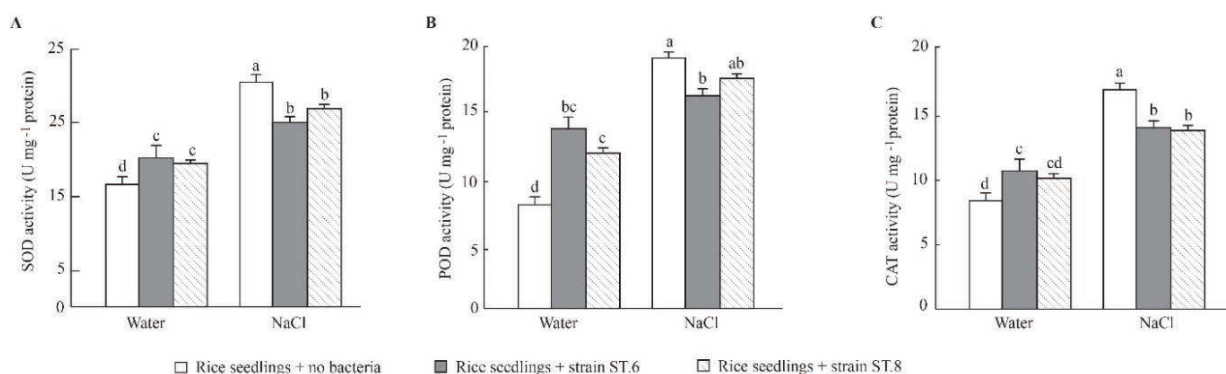 A
SOD activity (U mg-1 protein)
25
25
15
5
0
d
c
c
a
b
b
Water
NaCl
B
POD activity (U mg-1 protein)
20
15
10
5
0
d
bc
c
a
b
ab
Water
NaCl
C
CAT activity (U mg-1 protein)
20
15
10
5
0
d
c
cd
a
b
b
Water
NaCl
Rice seedlings + no bacteria
Rice seedlings + strain ST.6
Rice seedlings + strain ST.8